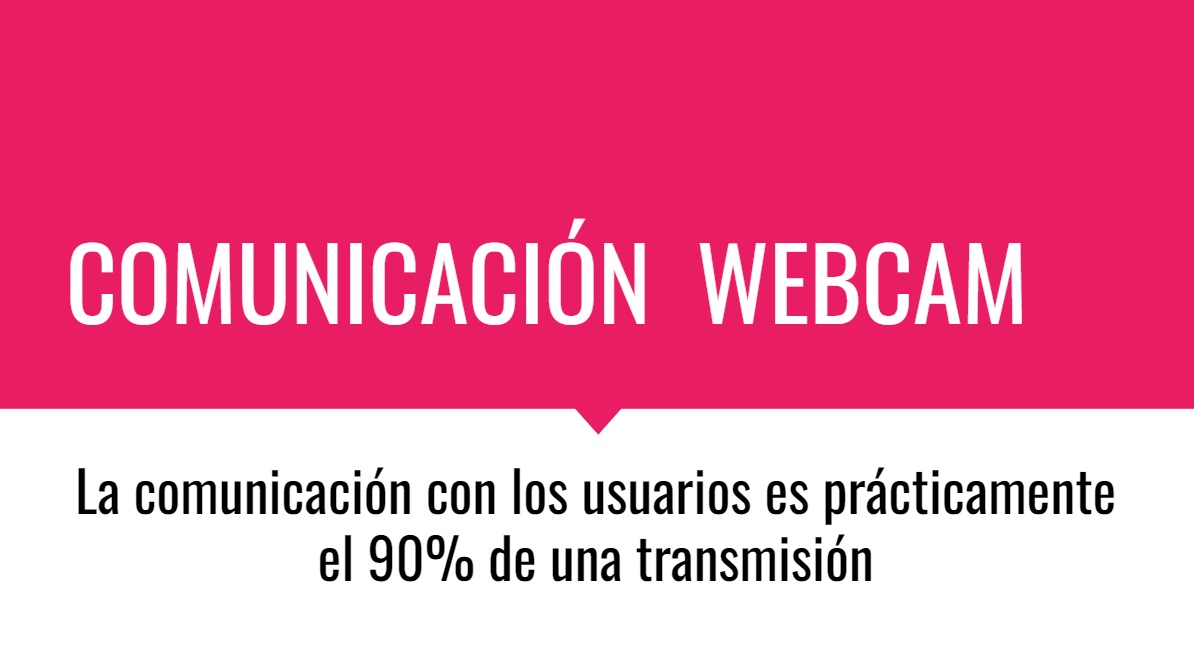 COMUNICACIÓN WEBCAM
La comunicación con los usuarios es prácticamente
el 90% de una transmisión